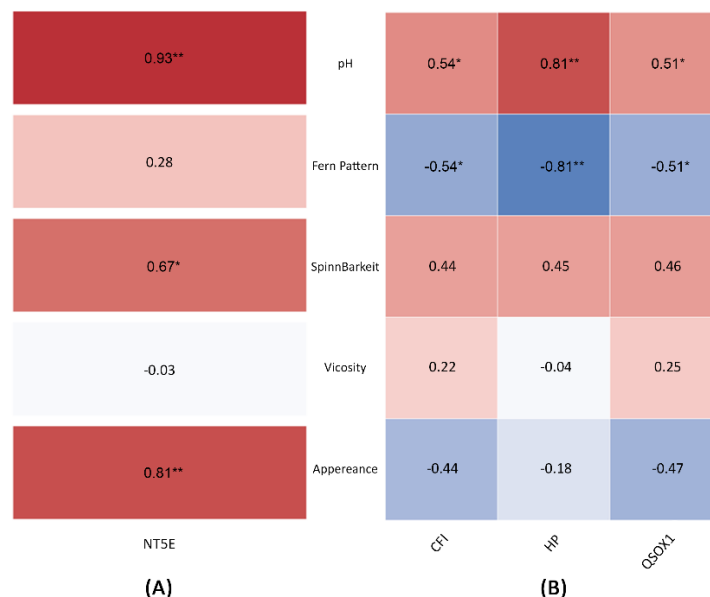 0.93** pH 0.54* 0.81** 0.51*
0.28 Fern Pattern -0.54* -0.81** -0.51*
0.67* SpinnBarkeit 0.44 0.45 0.46
-0.03 Vicosity 0.22 -0.04 0.25
0.81** Appereance -0.44 -0.18 -0.47
NT5E CFI HP QSOX1
(A) (B)